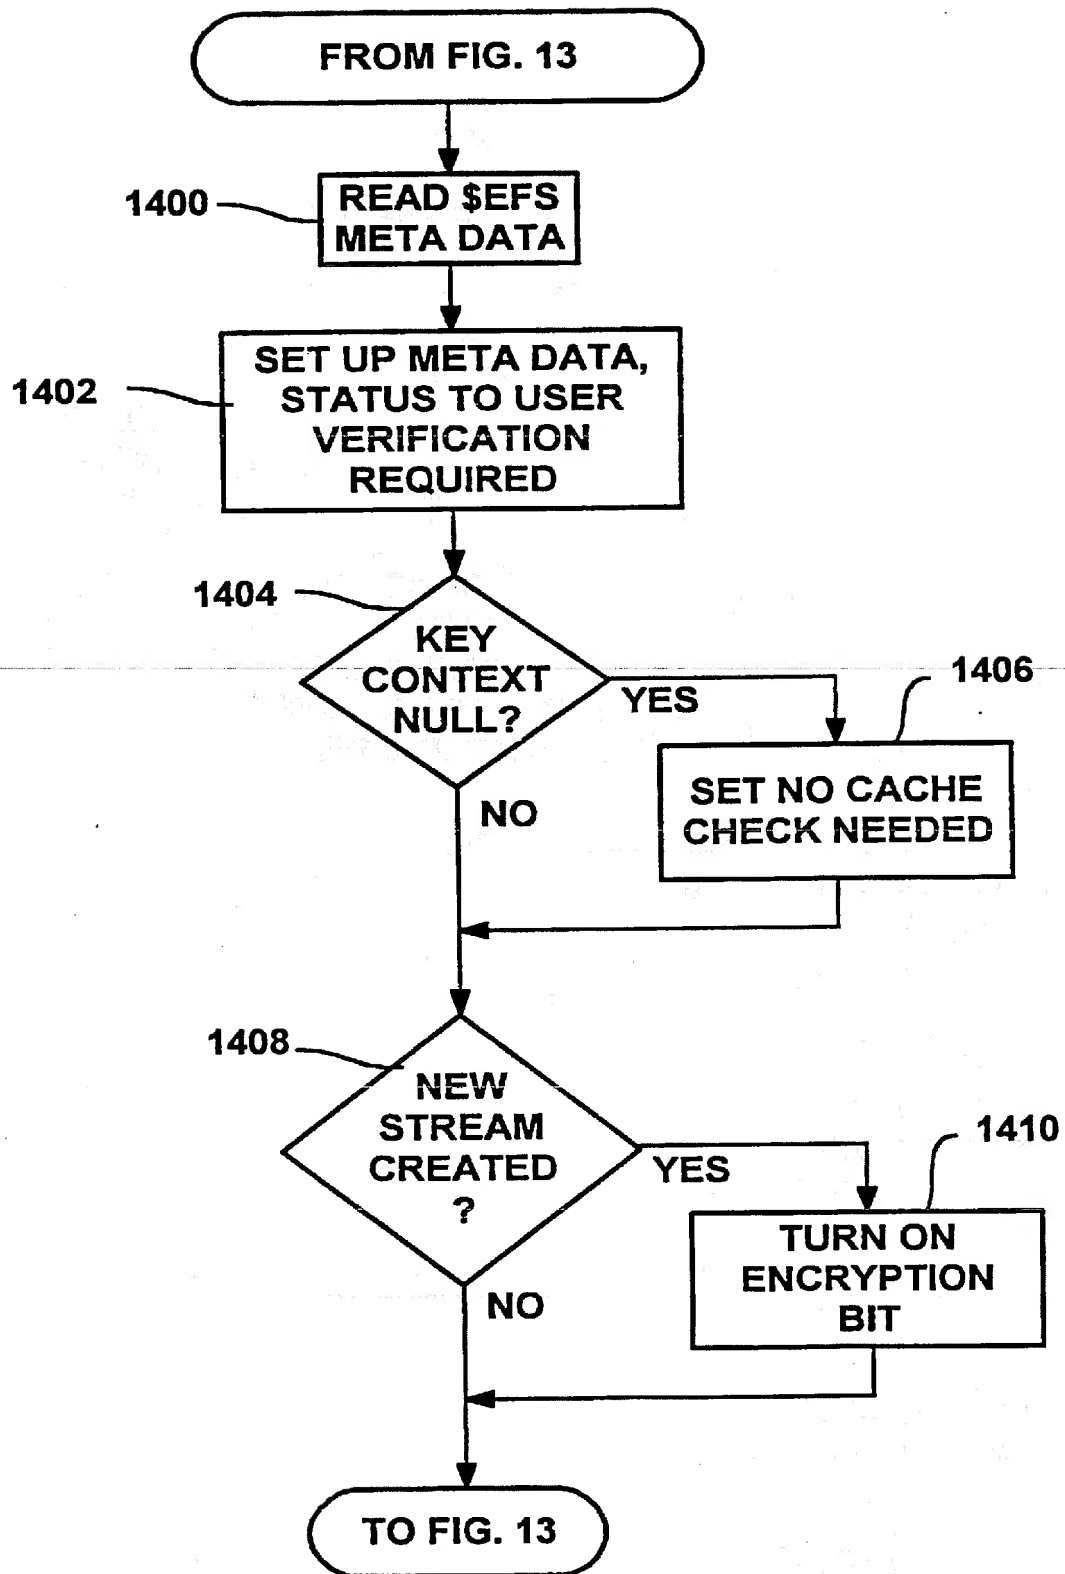 FROM FIG. 13
1400
READ $EFS
META DATA
1402
SET UP META DATA,
STATUS TO USER
VERIFICATION
REQUIRED
1404
KEY
CONTEXT
NULL?
YES
1406
SET NO CACHE
CHECK NEEDED
NO
1408
NEW
STREAM
CREATED
?
YES
1410
TURN ON
ENCRYPTION
BIT
NO
TO FIG. 13